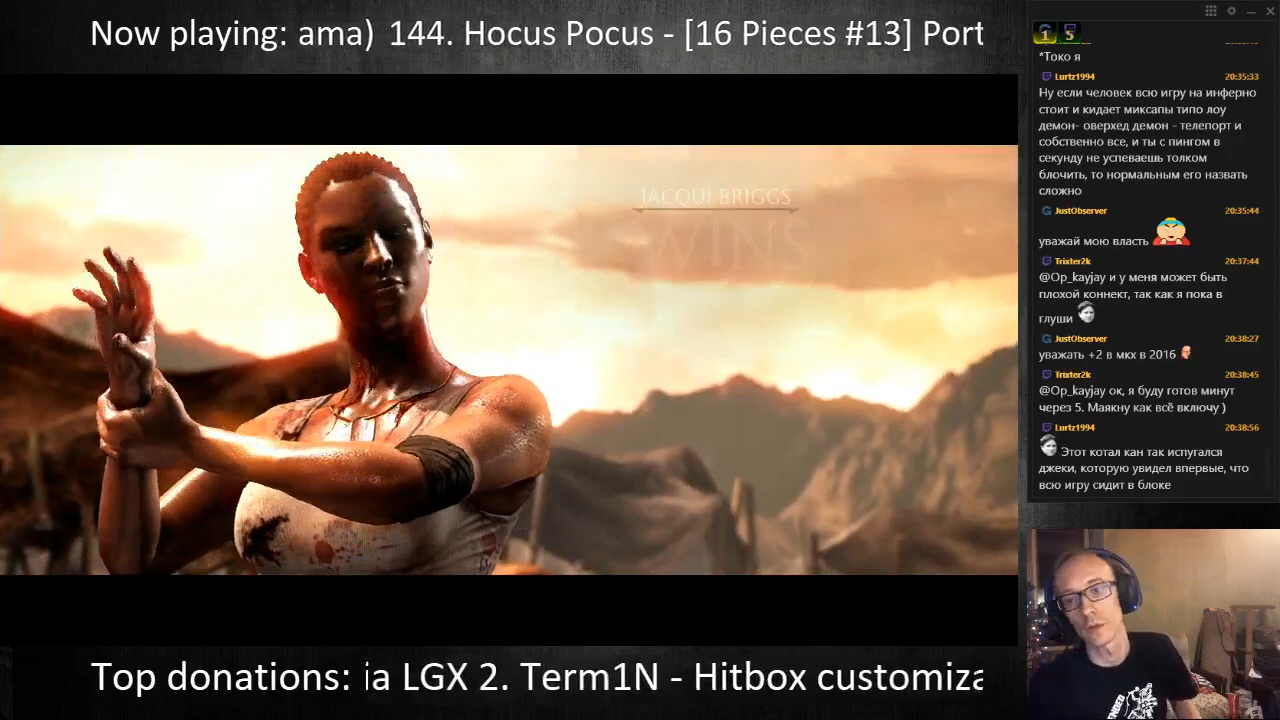 Now playing: ama) 144. Hocus Pocus - [16 Pieces #13] Port
JACQUI BRIGGS
WINS
1 5
*Токо я
Lurtz1994 20:35:33
Ну если человек всю игру на инферно
стоит и кидает миксапы типо лоу
демон- оверхед демон - телепорт и
собственно все, и ты с пингом в
секунду не успеваешь толком
блочить, то нормальным его назвать
сложно
JustObserver 20:35:44
уважай мою власть
Trixter2k 20:37:44
@Op_kayjay и у меня может быть
плохой коннект, так как я пока в
глуши
JustObserver 20:38:27
уважать +2 в мкх в 2016
Trixter2k 20:38:45
@Op_kayjay ок, я буду готов минут
через 5. Маякну как всё включу )
Lurtz1994 20:38:56
Этот котал кан так испугался
джеки, которую увидел впервые, что
всю игру сидит в блоке
Top donations: ia LGX 2. Term1N - Hitbox customiza